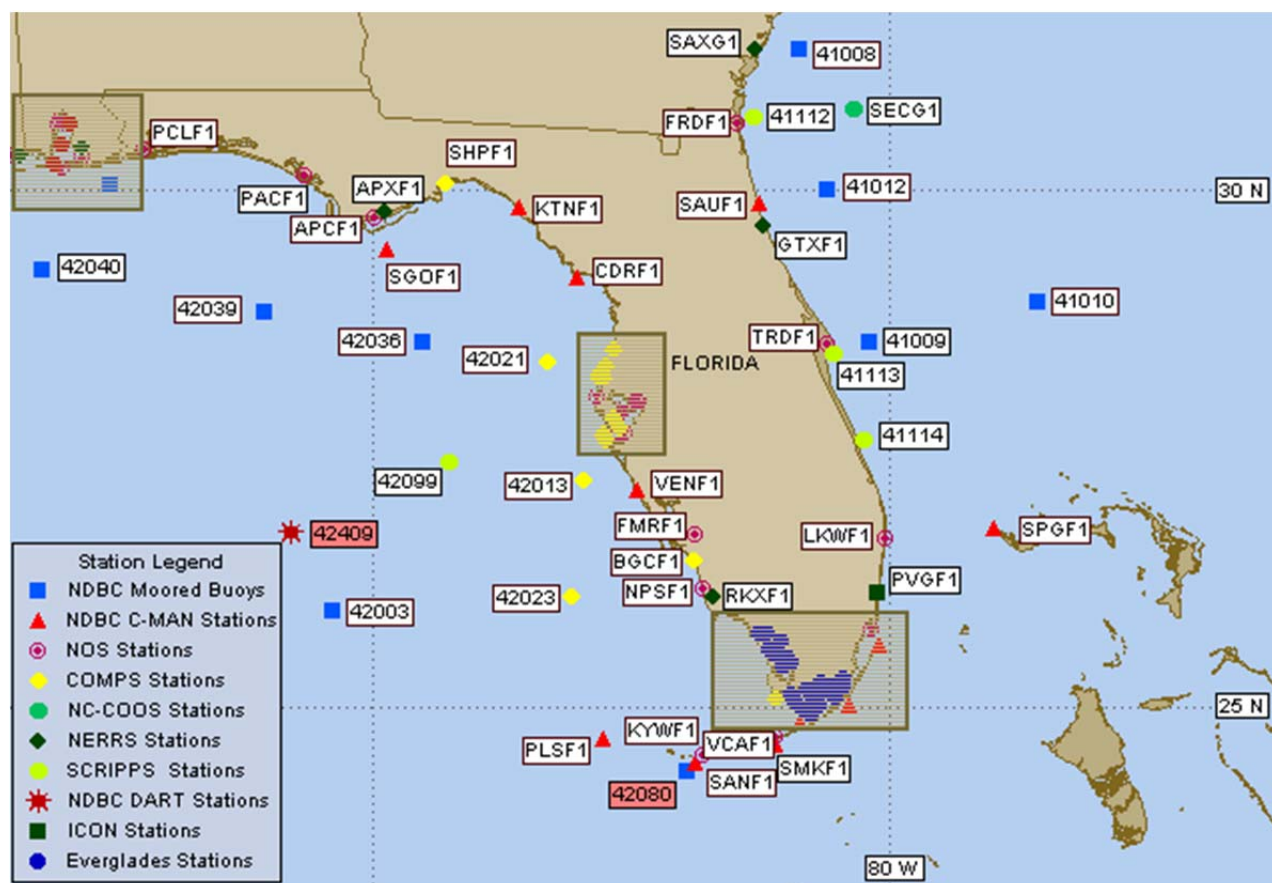 SAXG1
41008
PCLF1
FRDF1
41112
SECG1
SHPF1
PACF1
APXF1
KTNF1
SAUF1
41012
30 N
APCF1
GTXF1
42040
SGOF1
CDRF1
42039
41010
42036
42021
FLORIDA
TRDF1
41009
41113
41114
42099
42013
VENF1
42409
FMRF1
LKWF1
SPGF1
BGCF1
NPSF1
RKXF1
PVGF1
42003
42023
Station Legend
NDBC Moored Buoys
NDBC C-MAN Stations
NOS Stations
COMPS Stations
NC-COOS Stations
NERRS Stations
SCRIPPS Stations
NDBC DART Stations
ICON Stations
Everglades Stations
25 N
KYWF1
PLSF1
VCAF1
SMKF1
SANF1
42080
80 W